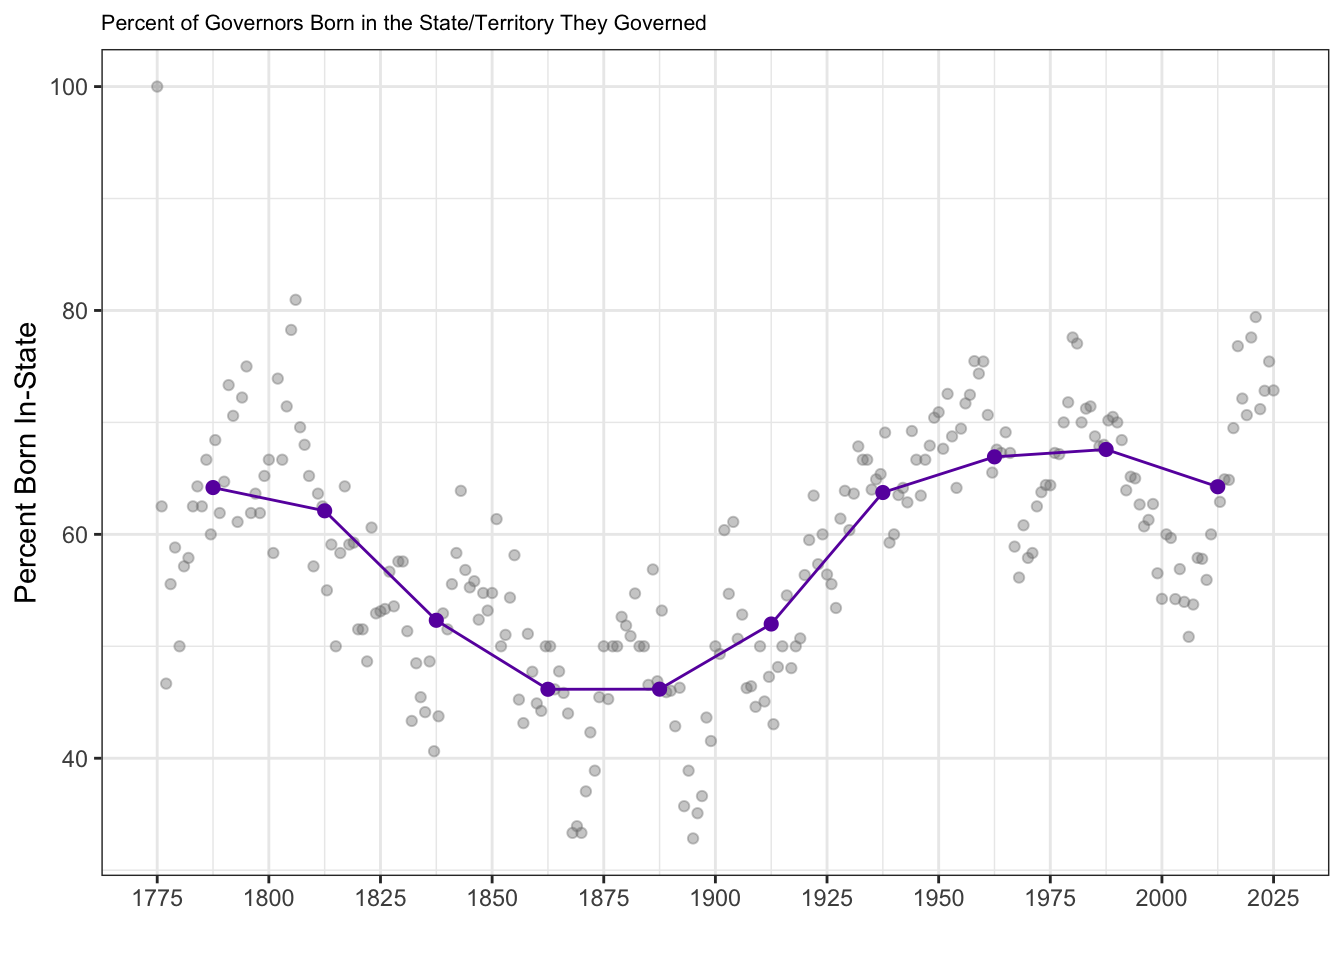 Percent of Governors Born in the State/Territory They Governed
Percent Born In-State
100
80
60
40
1775 1800 1825 1850 1875 1900 1925 1950 1975 2000 2025